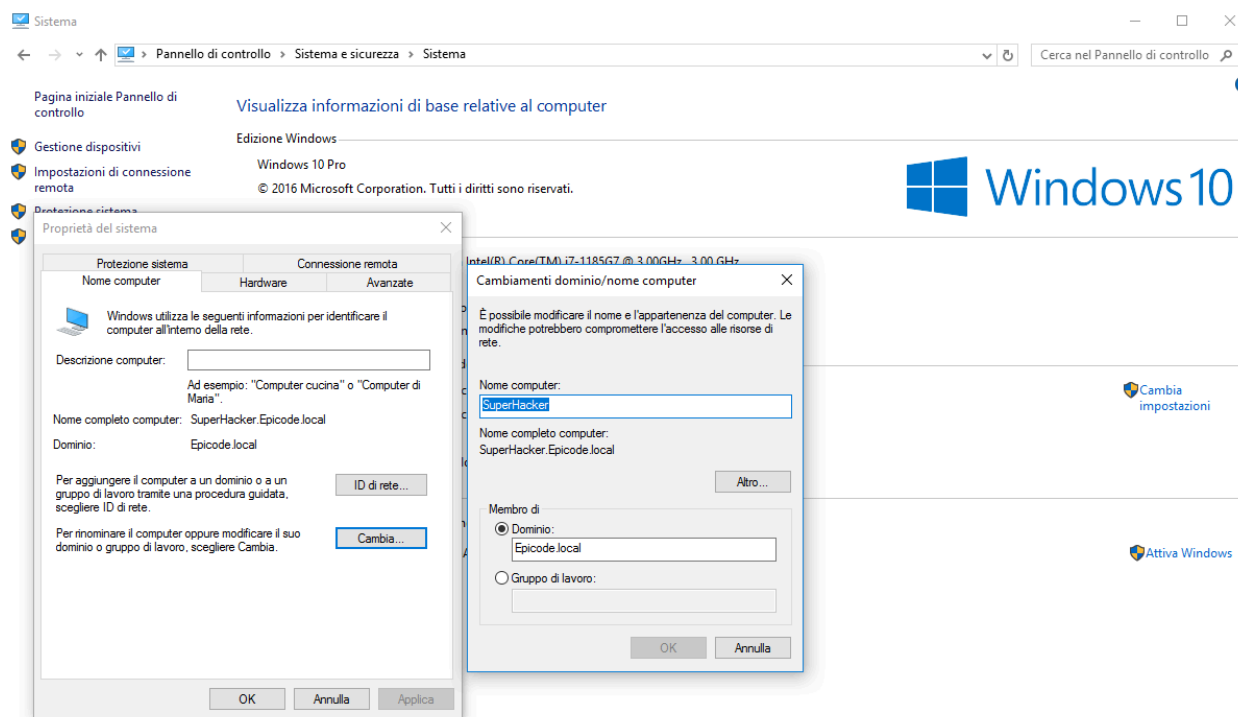 Sistema
Pannello di controllo > Sistema e sicurezza > Sistema
Cerca nel Pannello di controllo
Pagina iniziale Pannello di
controllo
Gestione dispositivi
Impostazioni di connessione
remota
Protezione sistema
Visualizza informazioni di base relative al computer
Edizione Windows
Windows 10 Pro
© 2016 Microsoft Corporation. Tutti i diritti sono riservati.
Windows 10
Intel(R) Core(TM) i7-1185G7 @ 3.00GHz 3.00 GHz
Cambia
impostazioni
Attiva Windows
Proprietà del sistema
Protezione sistema
Connessione remota
Nome computer
Hardware
Avanzate
Windows utilizza le seguenti informazioni per identificare il
computer all'interno della rete.
Descrizione computer:
Ad esempio: "Computer cucina" o "Computer di
Maria".
Nome completo computer: SuperHacker.Epicode.local
Dominio: Epicode.local
Per aggiungere il computer a un dominio o a un
gruppo di lavoro tramite una procedura guidata,
scegliere ID di rete.
ID di rete...
Per rinominare il computer oppure modificare il suo
dominio o gruppo di lavoro, scegliere Cambia.
Cambia...
OK
Annulla
Applica
Cambiamenti dominio/nome computer
È possibile modificare il nome e l'appartenenza del computer. Le
modifiche potrebbero compromettere l'accesso alle risorse di
rete.
Nome computer:
SuperHacker
Nome completo computer:
SuperHacker.Epicode.local
Altro...
Membro di
Dominio:
Epicode.local
Gruppo di lavoro:
OK
Annulla